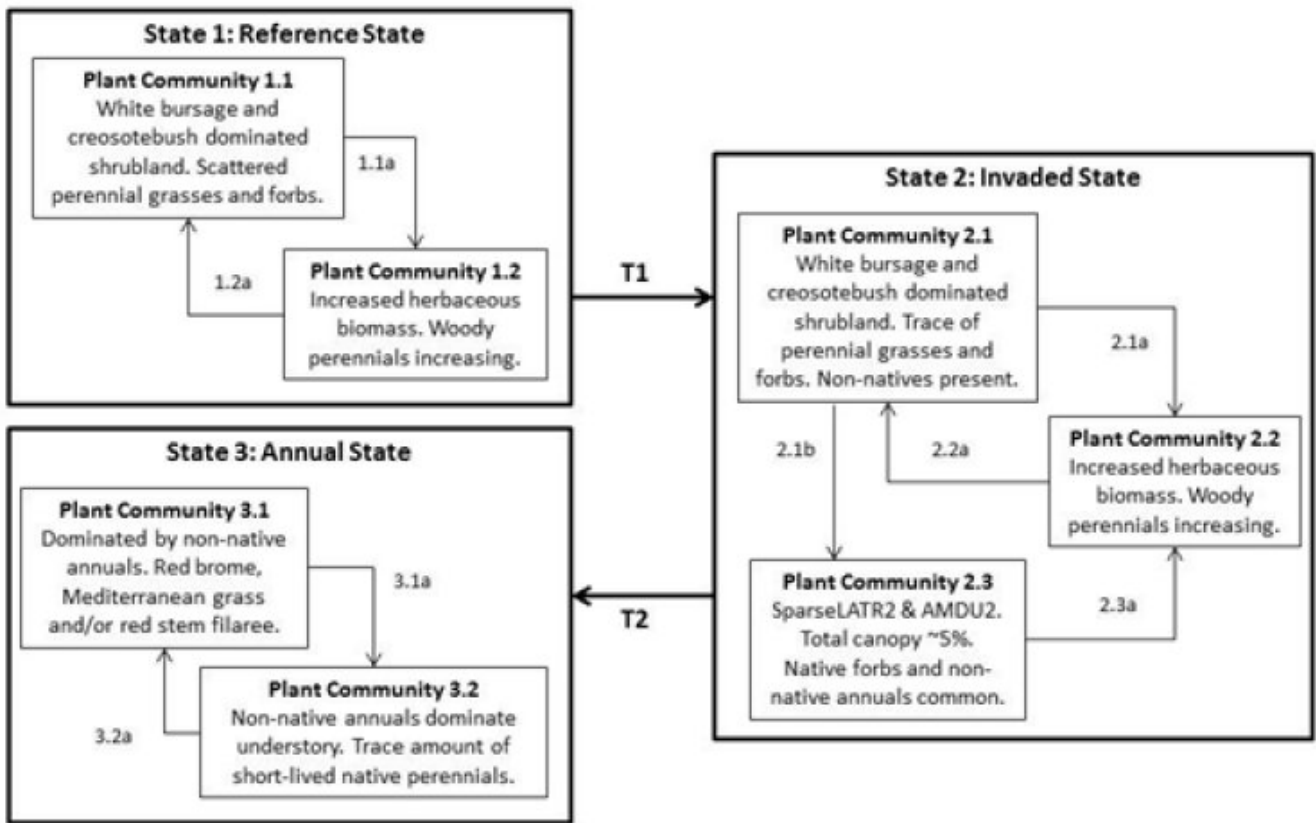 State 1: Reference State
Plant Community 1.1
White bursage and
creosotebush dominated
shrubland. Scattered
perennial grasses and forbs.
1.1a
1.2a
Plant Community 1.2
Increased herbaceous
biomass. Woody
perennials increasing.
T1
State 2: Invaded State
Plant Community 2.1
White bursage and
creosotebush dominated
shrubland. Trace of
perennial grasses and
forbs. Non-natives present.
2.1a
2.1b
2.2a
Plant Community 2.2
Increased herbaceous
biomass. Woody
perennials increasing.
Plant Community 2.3
SparseLATR2 & AMDU2.
Total canopy ~5%.
Native forbs and non-
native annuals common.
2.3a
T2
State 3: Annual State
Plant Community 3.1
Dominated by non-native
annuals. Red brome,
Mediterranean grass
and/or red stem filaree.
3.1a
3.2a
Plant Community 3.2
Non-native annuals dominate
understory. Trace amount of
short-lived native perennials.